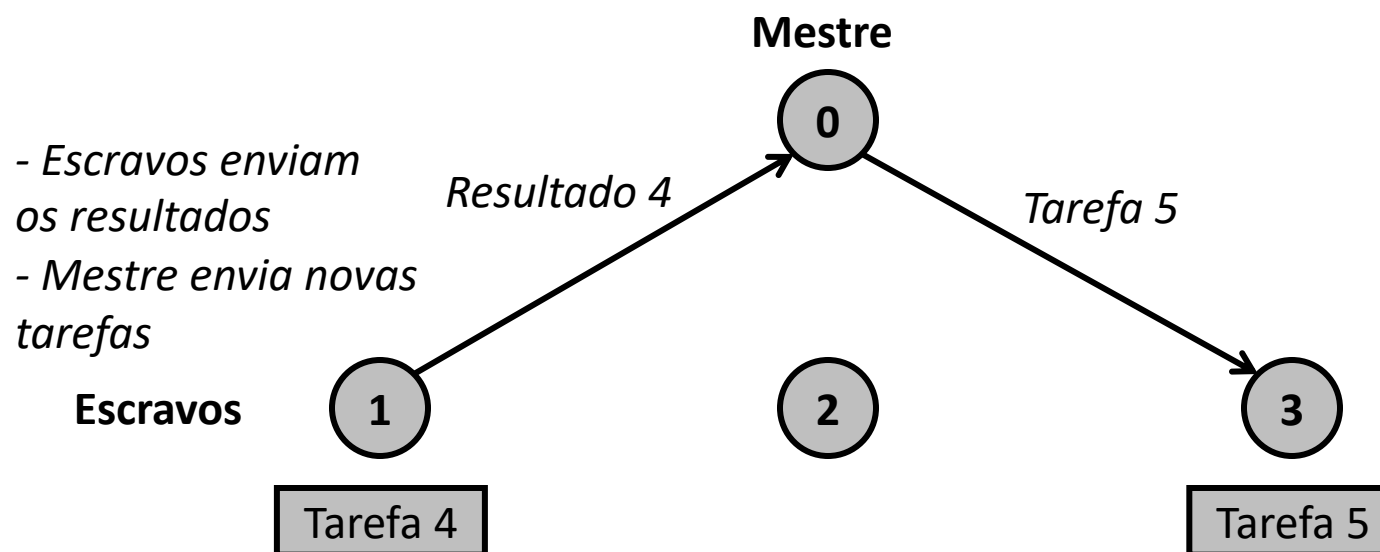 Mestre
0
- Escravos enviam
os resultados
- Mestre envia novas
tarefas
Resultado 4
Tarefa 5
Escravos
1
2
3
Tarefa 4
Tarefa 5